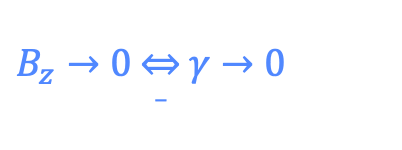 B_z → 0 ⇔ γ → 0
–